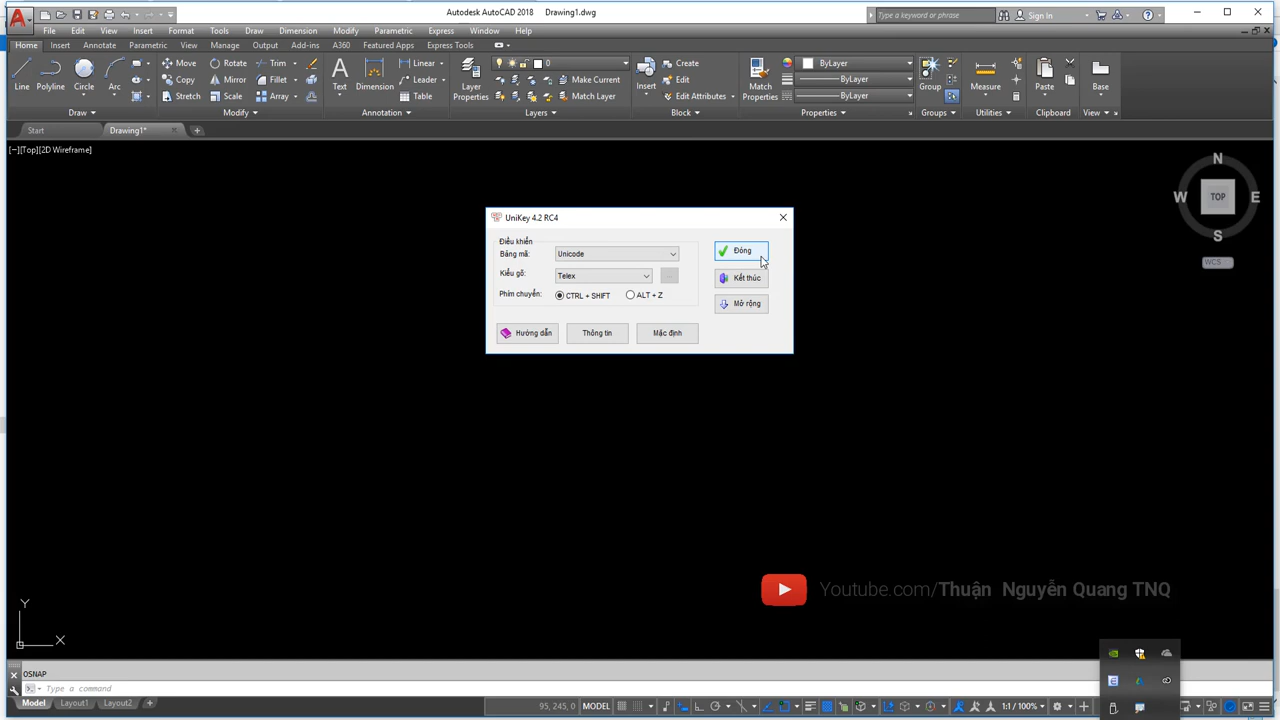 Autodesk AutoCAD 2018 Drawing1.dwg
Type a keyword or phrase
Sign In
File Edit View Insert Format Tools Draw Dimension Modify Parametric Express Window Help
Home Insert Annotate Parametric View Manage Output Add-ins A360 Featured Apps Express Tools
Line
Polyline
Circle
Arc
Move Rotate Trim
Copy Mirror Fillet
Stretch Scale Array
Text
Dimension
Linear
Leader
Table
Layer
Properties
0
Make Current
Match Layer
Insert
Create
Edit
Edit Attributes
Match
Properties
ByLayer
ByLayer
ByLayer
Group
Measure
Paste
Base
Draw Modify Annotation Layers Block Properties Groups Utilities Clipboard View
Start Drawing1*
[−][Top][2D Wireframe]
N
W TOP E
S
WCS
UniKey 4.2 RC4
Điều khiển
Bảng mã: Unicode
Kiểu gõ: Telex
Phím chuyển: CTRL + SHIFT ALT + Z
Đóng
Kết thúc
Mở rộng
Hướng dẫn Thông tin Mặc định
Youtube.com/Thuận Nguyễn Quang TNQ
Y
X
OSNAP
Type a command
Model Layout1 Layout2
95, 245, 0 MODEL
1:1 / 100%